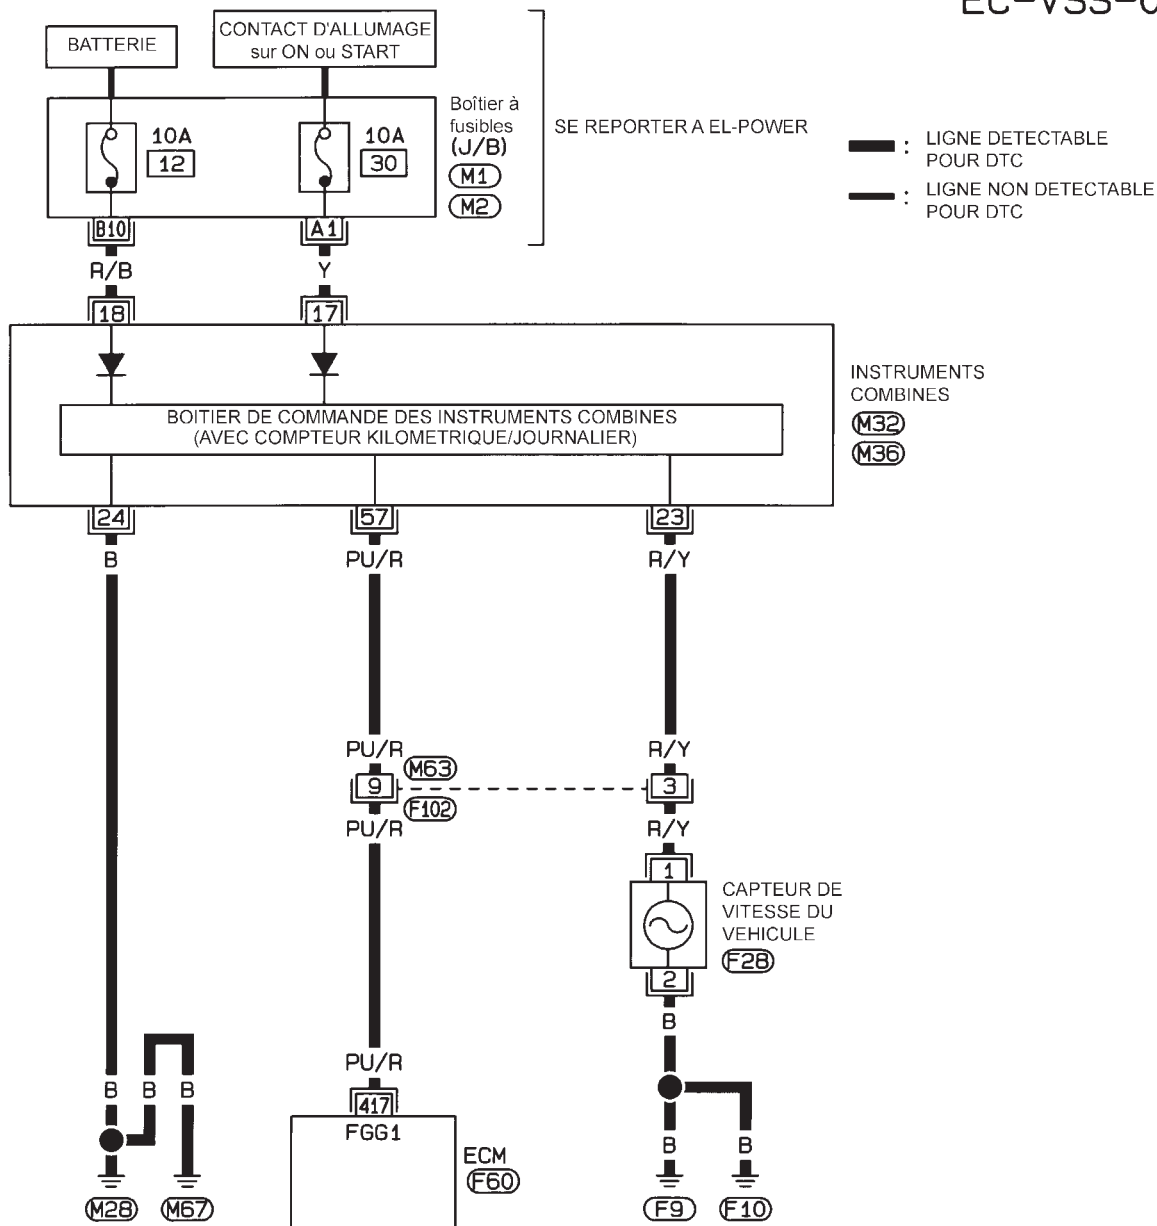 EC-VSS-0
BATTERIE
CONTACT D'ALLUMAGE
sur ON ou START
10A
12
10A
30
Boîtier à
fusibles
(J/B)
M1
M2
SE REPORTER A EL-POWER
: LIGNE DETECTABLE
POUR DTC
: LIGNE NON DETECTABLE
POUR DTC
B10
A1
R/B
Y
18
17
BOITIER DE COMMANDE DES INSTRUMENTS COMBINES
(AVEC COMPTEUR KILOMETRIQUE/JOURNALIER)
INSTRUMENTS
COMBINES
M32
M36
24
57
23
B
PU/R
R/Y
PU/R
R/Y
M63
9
3
F102
PU/R
R/Y
1
CAPTEUR DE
VITESSE DU
VEHICULE
F28
2
B
PU/R
B
B
B
417
FGG1
ECM
F60
B
B
M28
M67
F9
F10